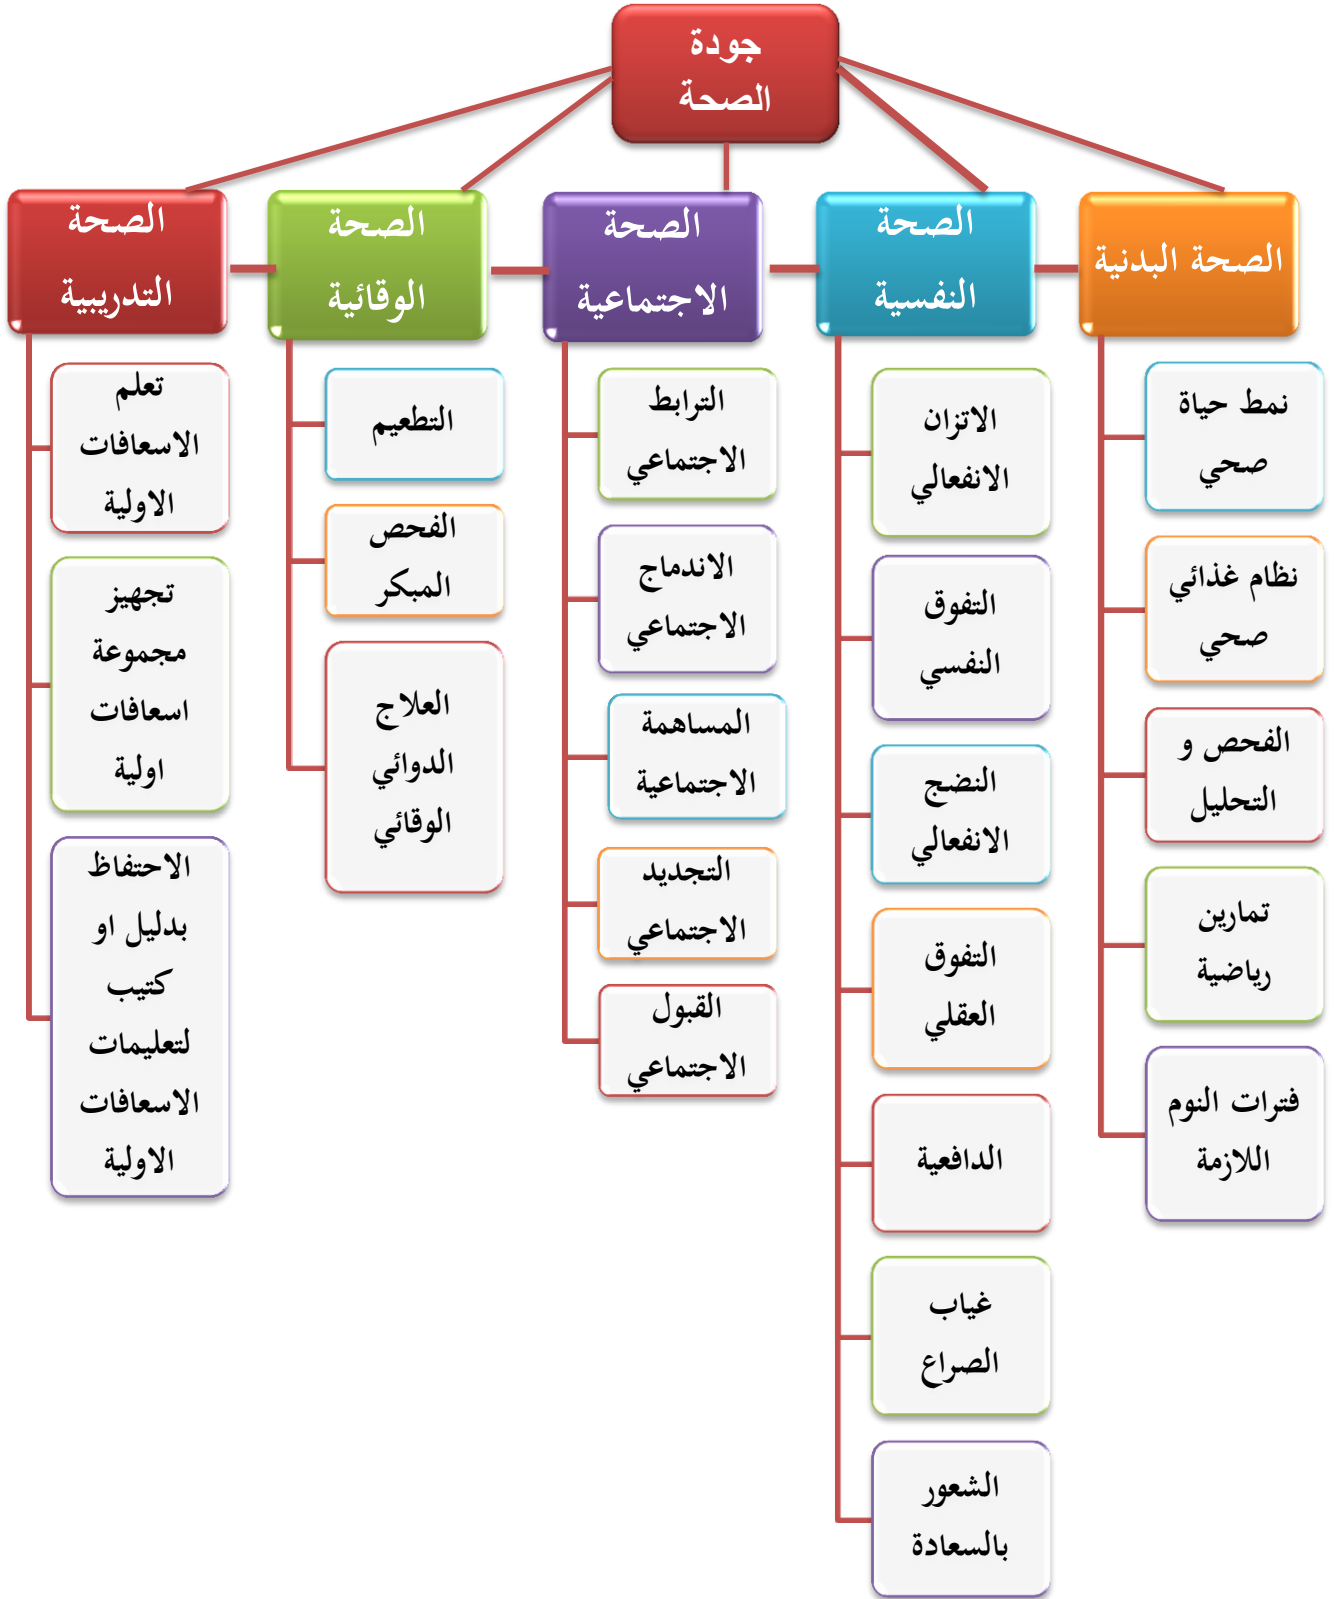 جودة
الصحة
الصحة البدنية
نمط حياة
صحي
نظام غذائي
صحي
الفحص و
التحليل
تمارين
رياضية
فترات النوم
اللازمة
الصحة
النفسية
الاتزان
الانفعالي
التفوق
النفسي
النضج
الانفعالي
التفوق
العقلي
الدافعية
غياب
الصراع
الشعور
بالسعادة
الصحة
الاجتماعية
الترابط
الاجتماعي
الاندماج
الاجتماعي
المساهمة
الاجتماعية
التجديد
الاجتماعي
القبول
الاجتماعي
الصحة
الوقائية
التطعيم
الفحص
المبكر
العلاج
الدوائي
الوقائي
الصحة
التدريبية
تعلم
الاسعافات
الاولية
تجهيز
مجموعة
اسعافات
اولية
الاحتفاظ
بدليل او
كتيب
لتعليمات
الاسعافات
الاولية